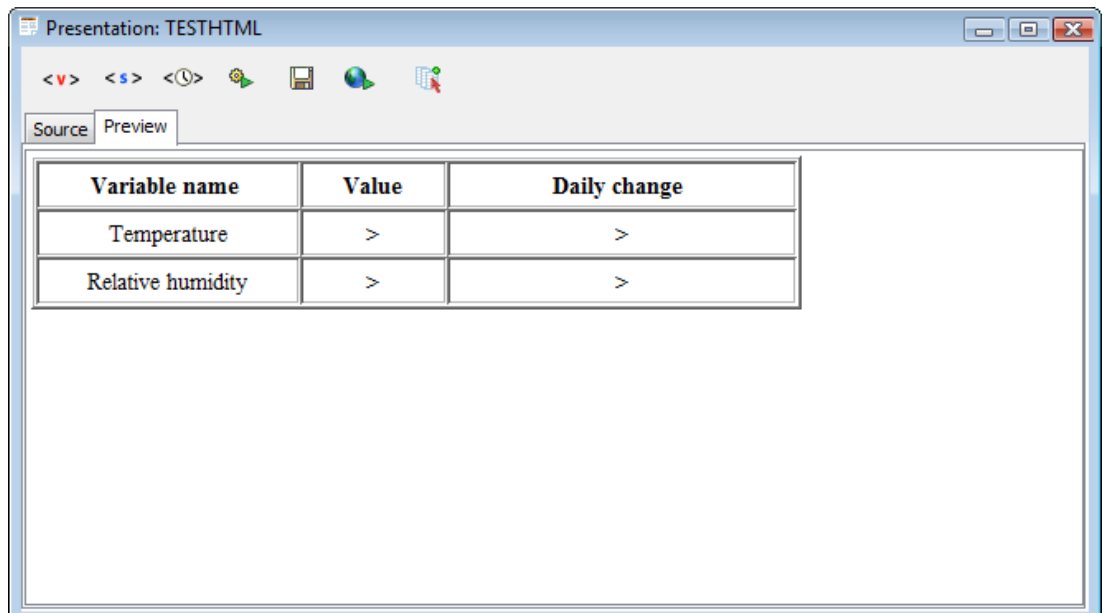 Presentation: TESTHTML
<v> <s> < >
Source Preview
Variable name Value Daily change
Temperature > >
Relative humidity > >